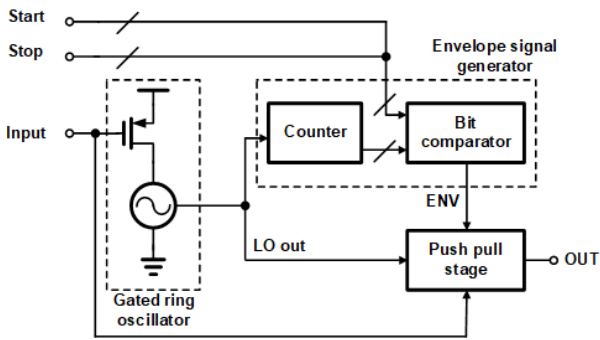 Start
Stop
Envelope signal
generator
Input
Counter
Bit
comparator
ENV
LO out
Push pull
stage
OUT
Gated ring
oscillator